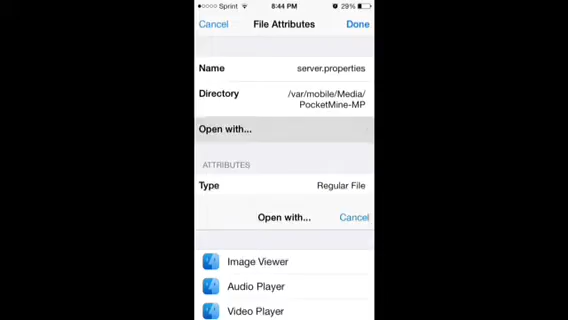 Sprint 8:44 PM 29%
Cancel File Attributes Done
Name server.properties
Directory /var/mobile/Media/
PocketMine-MP
Open with...
ATTRIBUTES
Type Regular File
Open with... Cancel
Image Viewer
Audio Player
Video Player